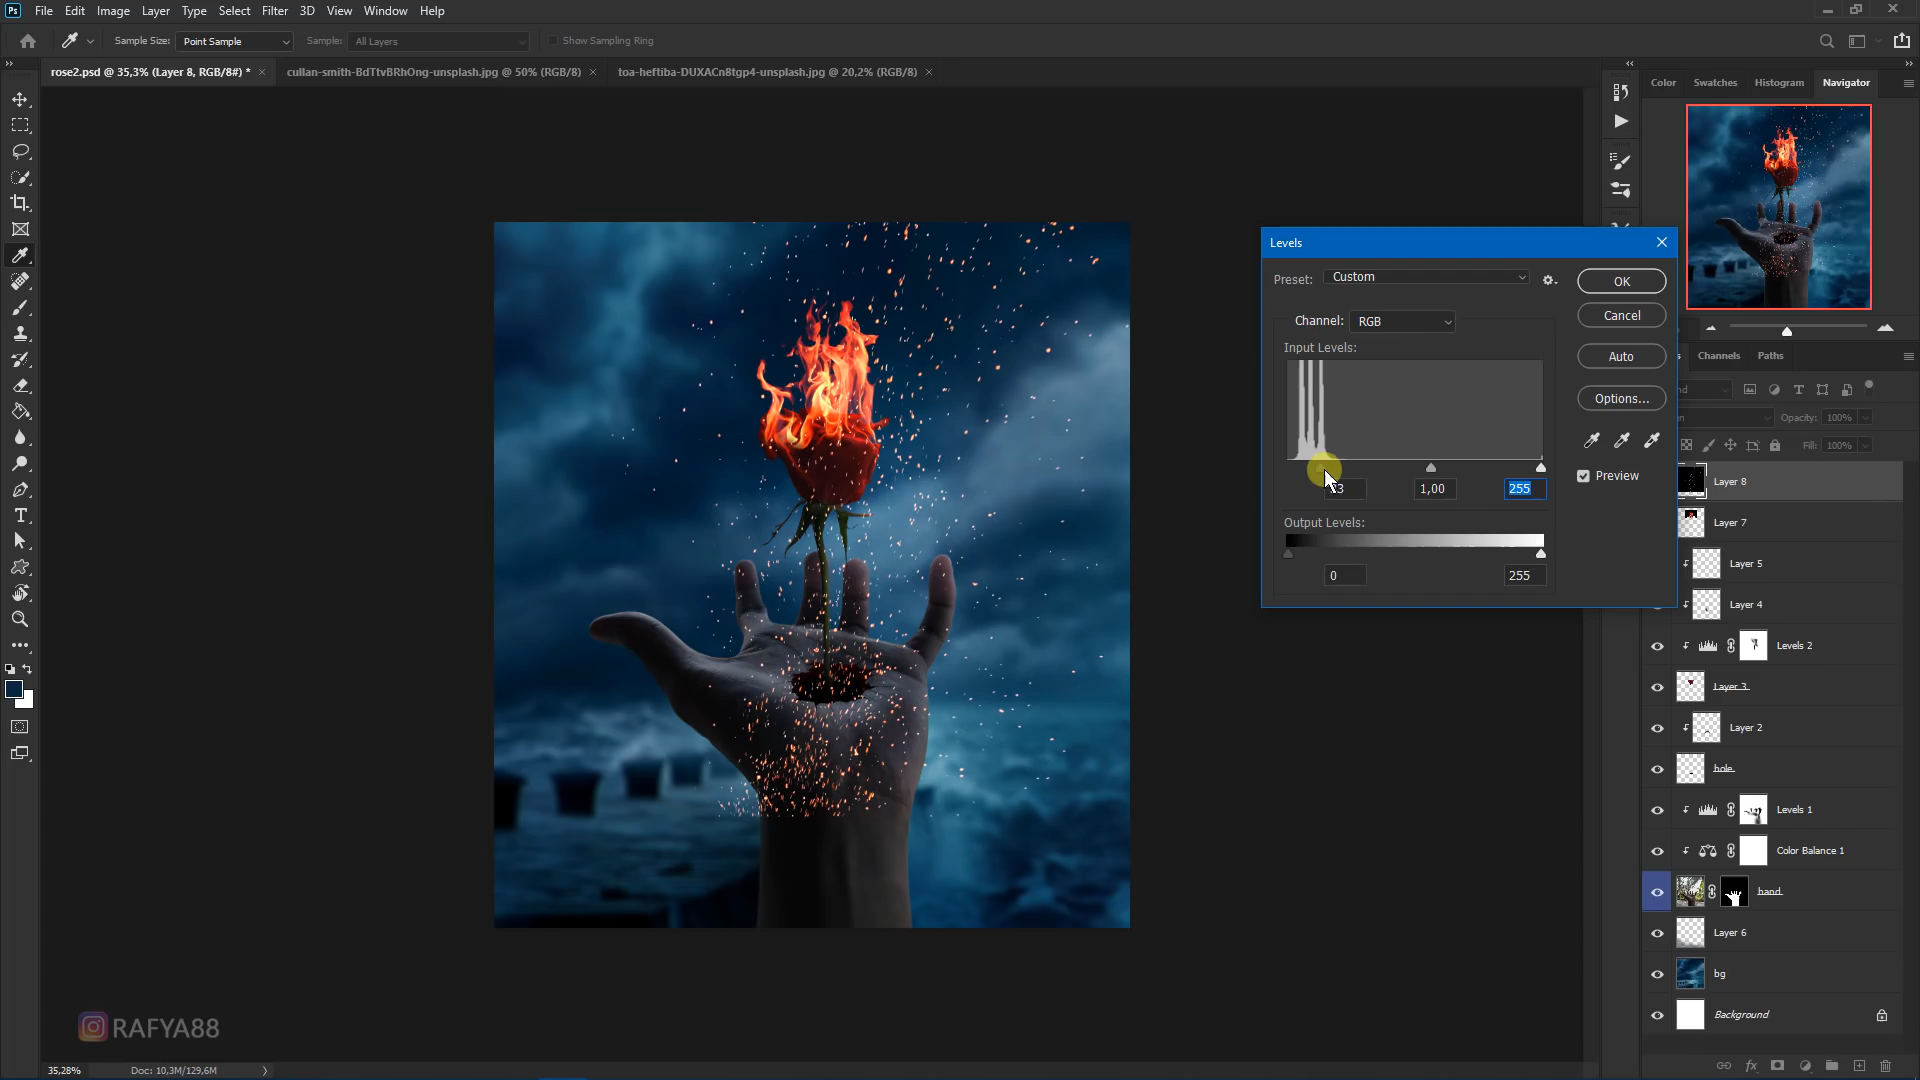 Ps File Edit Image Layer Type Select Filter 3D View Window Help
Sample Size: Point Sample Sample: All Layers Show Sampling Ring
rose2.psd @ 35,3% (Layer 8, RGB/8#) * cullan-smith-BdTtvBRhOng-unsplash.jpg @ 50% (RGB/8) toa-heftiba-DUXACn8tgp4-unsplash.jpg @ 20,2% (RGB/8)
Color Swatches Histogram Navigator
Levels
Preset: Custom
OK
Channel: RGB
Cancel
Input Levels:
Auto
Options...
Preview
1,00 255
Output Levels:
0 255
Channels Paths
Opacity: 100%
Fill: 100%
Layer 8
Layer 7
Layer 5
Layer 4
Levels 2
Layer 3
Layer 2
hole
Levels 1
Color Balance 1
hand
Layer 6
bg
Background
RAFYA88
35,28% Doc: 10,3M/129,6M